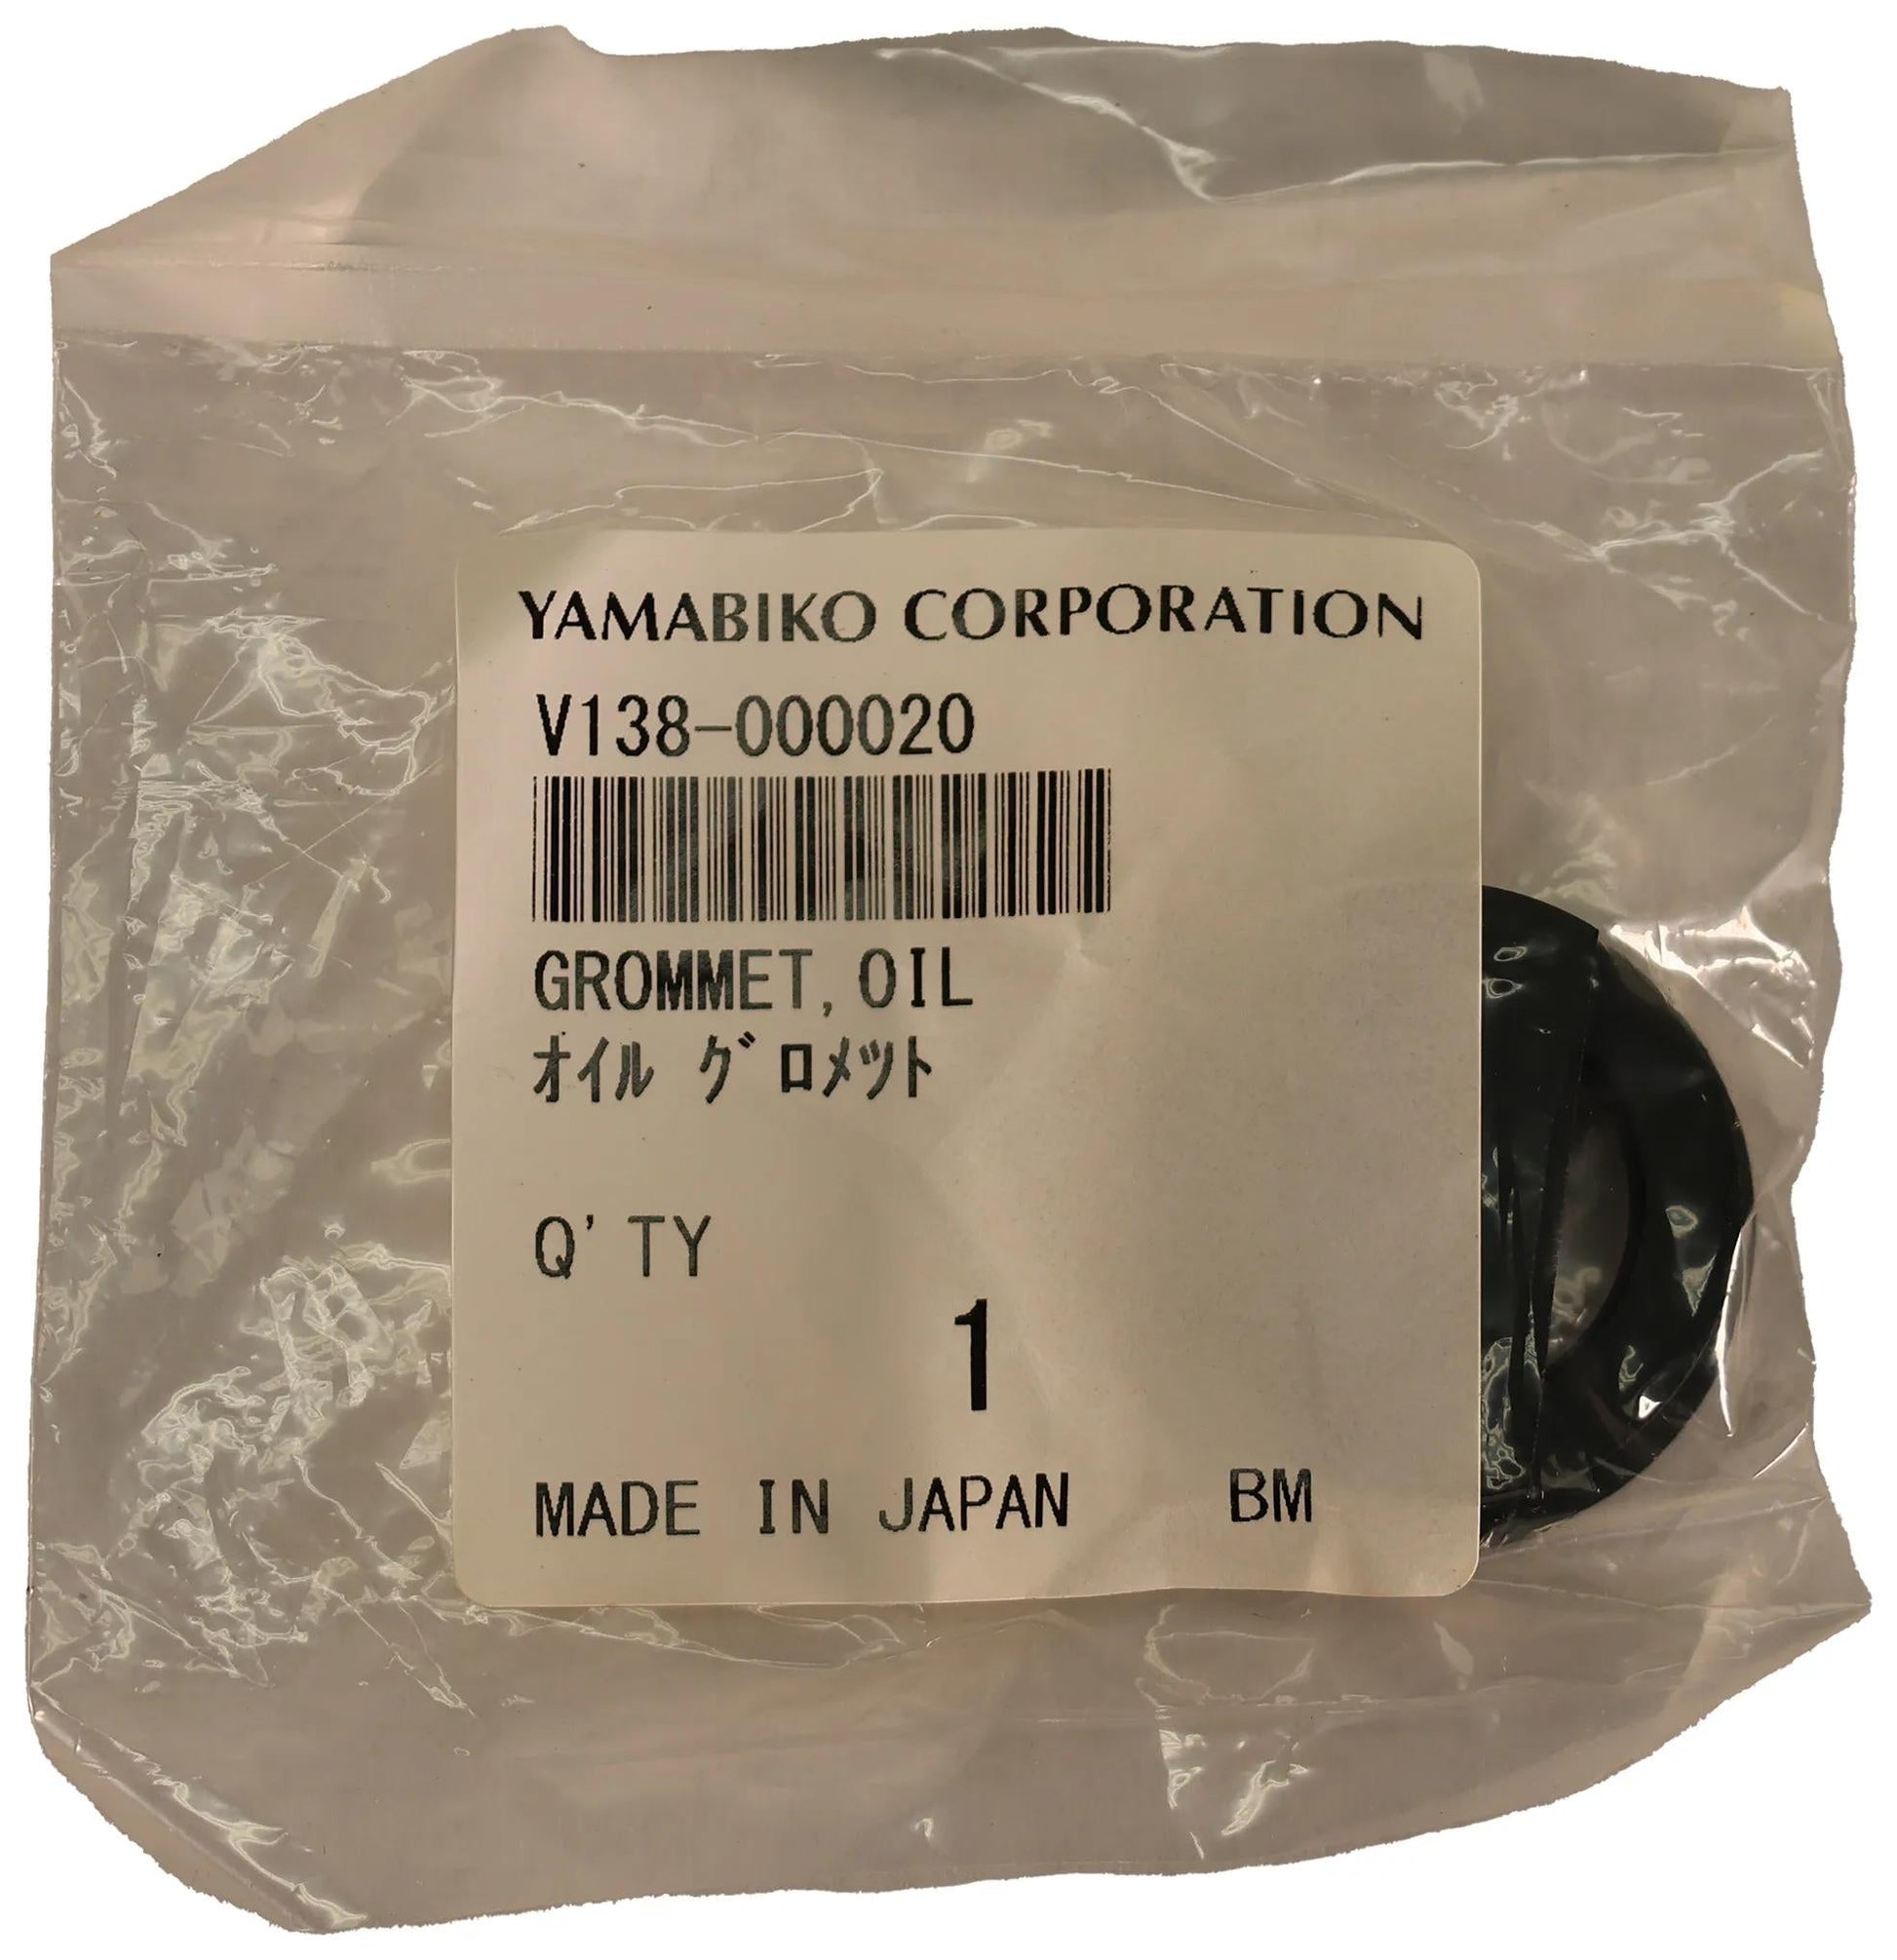 YAMABIKO CORPORATION
V138-000020
GROMMET, OIL
オイル グロメツト
Q'TY
1
MADE IN JAPAN BM